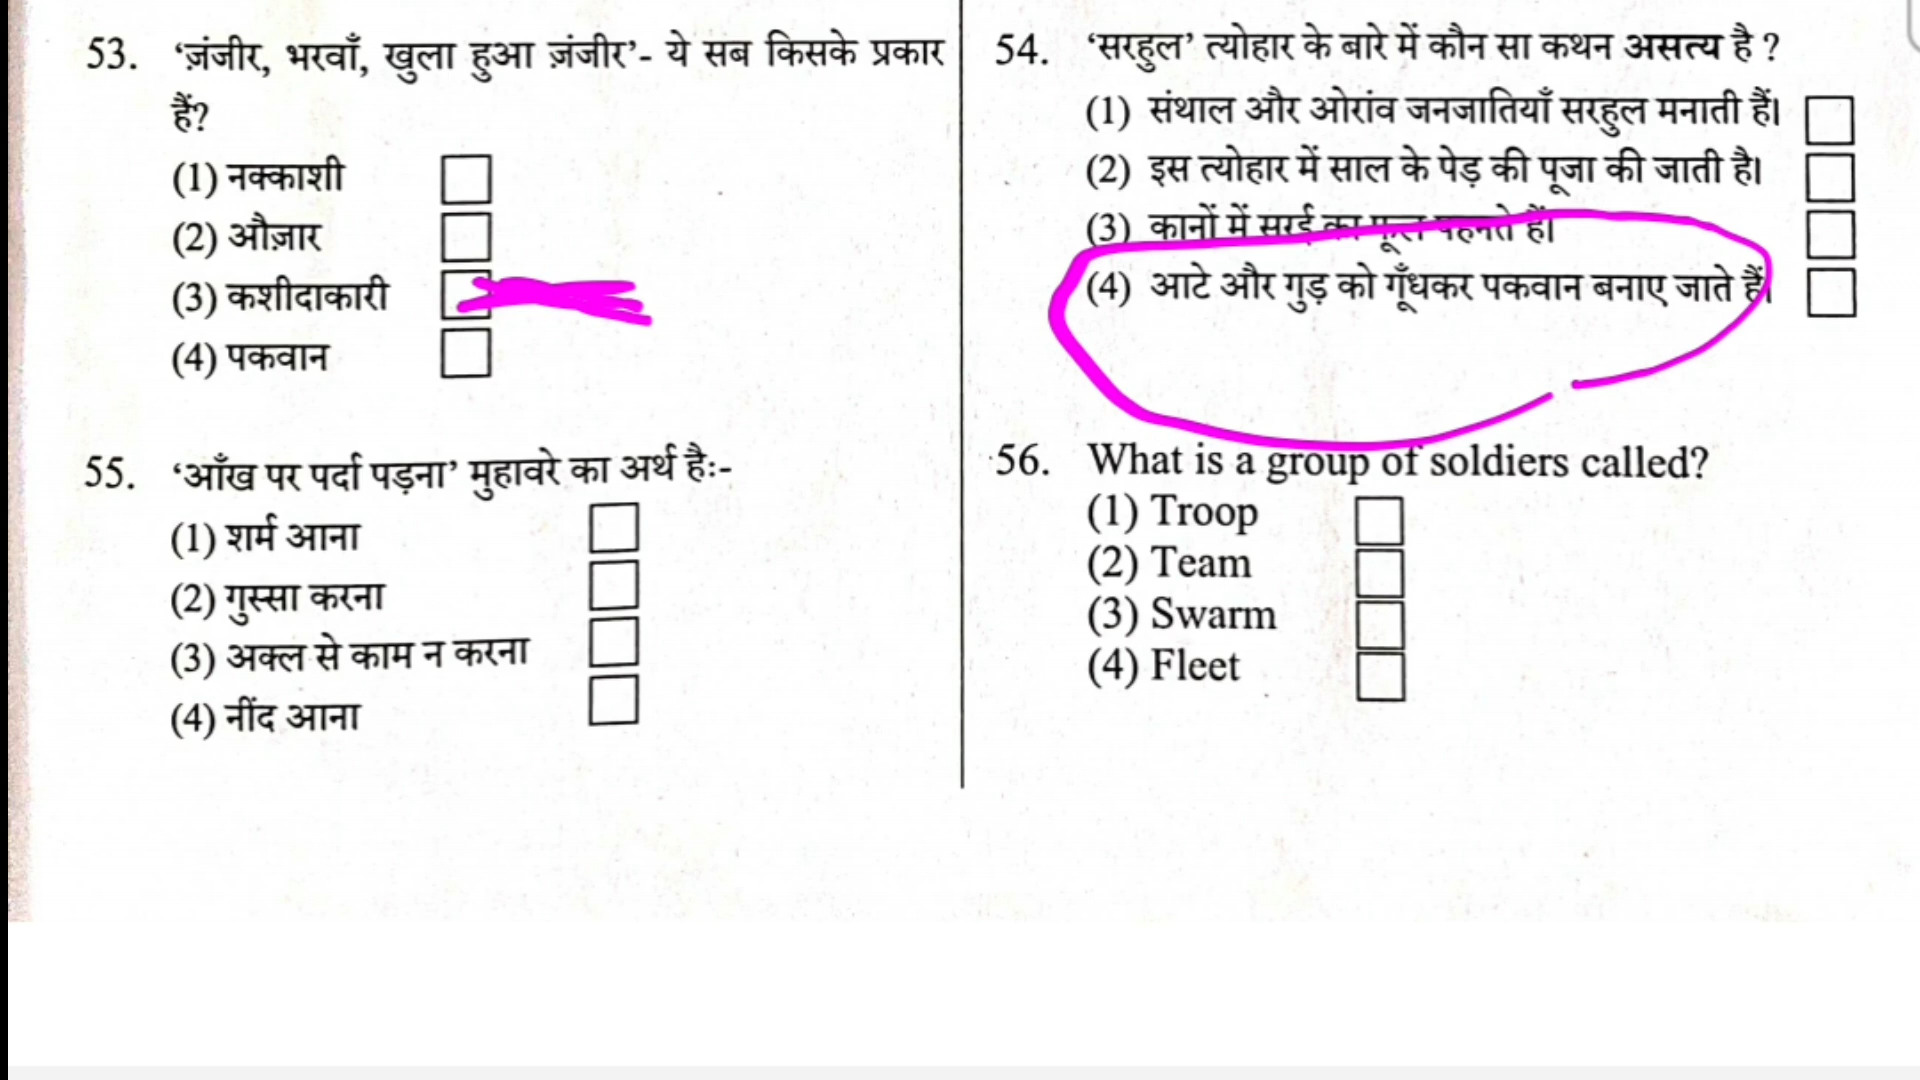 53. ‘ज़ंजीर, भरवाँ, खुला हुआ ज़ंजीर’- ये सब किसके प्रकार
हैं?
(1) नक्काशी
(2) औज़ार
(3) कशीदाकारी
(4) पकवान
55. ‘आँख पर पर्दा पड़ना’ मुहावरे का अर्थ हैः-
(1) शर्म आना
(2) गुस्सा करना
(3) अक्ल से काम न करना
(4) नींद आना
54. ‘सरहुल’ त्योहार के बारे में कौन सा कथन असत्य है ?
(1) संथाल और ओरांव जनजातियाँ सरहुल मनाती हैं।
(2) इस त्योहार में साल के पेड़ की पूजा की जाती है।
(3) कानों में सरई का फूल पहनते हैं।
(4) आटे और गुड़ को गूँधकर पकवान बनाए जाते हैं।
56. What is a group of soldiers called?
(1) Troop
(2) Team
(3) Swarm
(4) Fleet